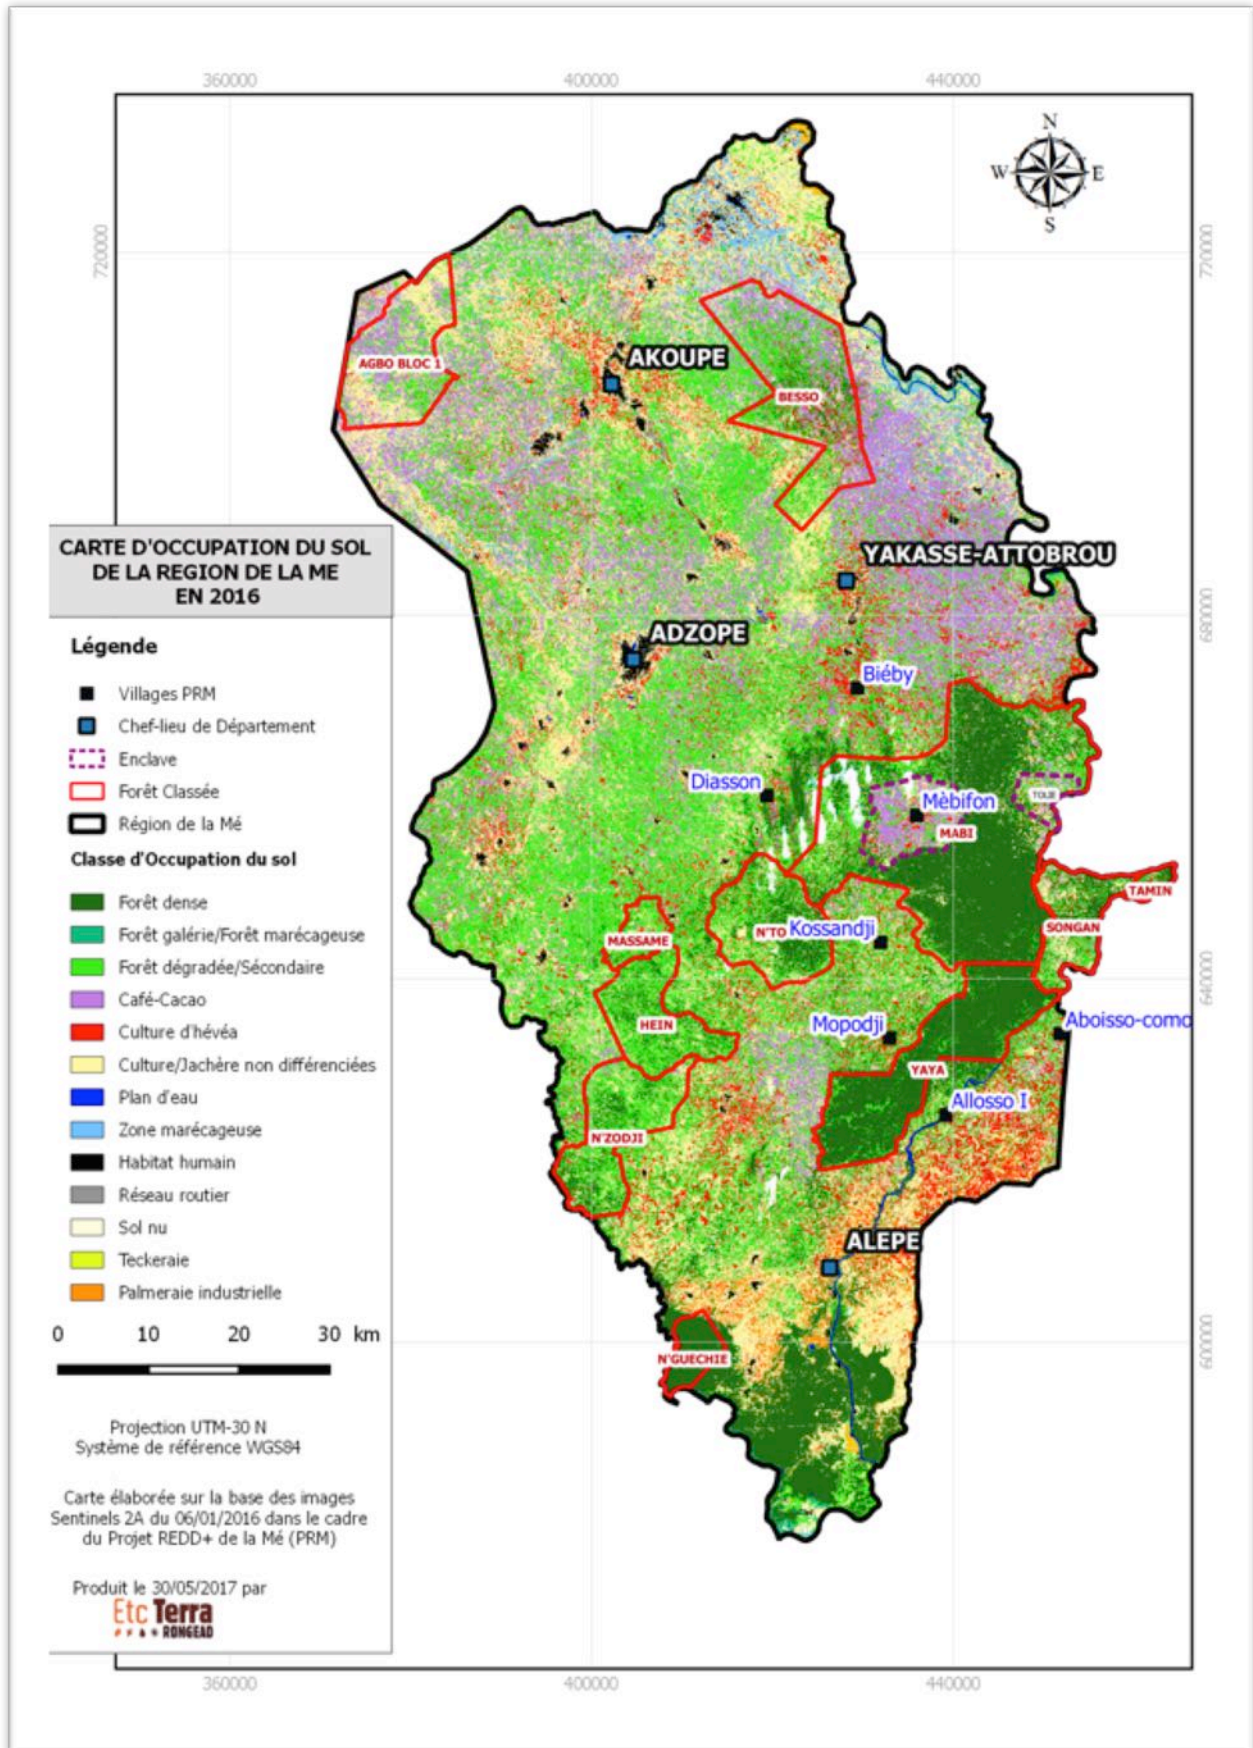 360000
400000
440000
N
W
E
S
720000
720000
AKOUPE
AGBO BLOC 1
BESSO
CARTE D'OCCUPATION DU SOL
DE LA REGION DE LA ME
EN 2016
YAKASSE-ATTOBROU
680000
ADZOPE
Biéby
Légende
Villages PRM
Chef-lieu de Département
Enclave
Forêt Classée
Région de la Mé
Diasson
Mèbifon
MABI
Classe d'Occupation du sol
Forêt dense
Forêt galérie/Forêt marécageuse
Forêt dégradée/Sécondaire
Café-Cacao
Culture d'hévéa
Culture/Jachère non différenciées
Plan d'eau
Zone marécageuse
Habitat humain
Réseau routier
Sol nu
Teckeraie
Palmeraie industrielle
TAMIN
SONGAN
N'TO
Kossandji
MASSAME
640000
HEIN
Mopodji
Aboisso-como
YAYA
Allosso I
N'ZODJI
ALEPE
0 10 20 30 km
N'GUECHIE
600000
Projection UTM-30 N
Système de référence WGS84
Carte élaborée sur la base des images
Sentinels 2A du 06/01/2016 dans le cadre
du Projet REDD+ de la Mé (PRM)
Produit le 30/05/2017 par
Etc Terra
RONGEAD
360000
400000
440000